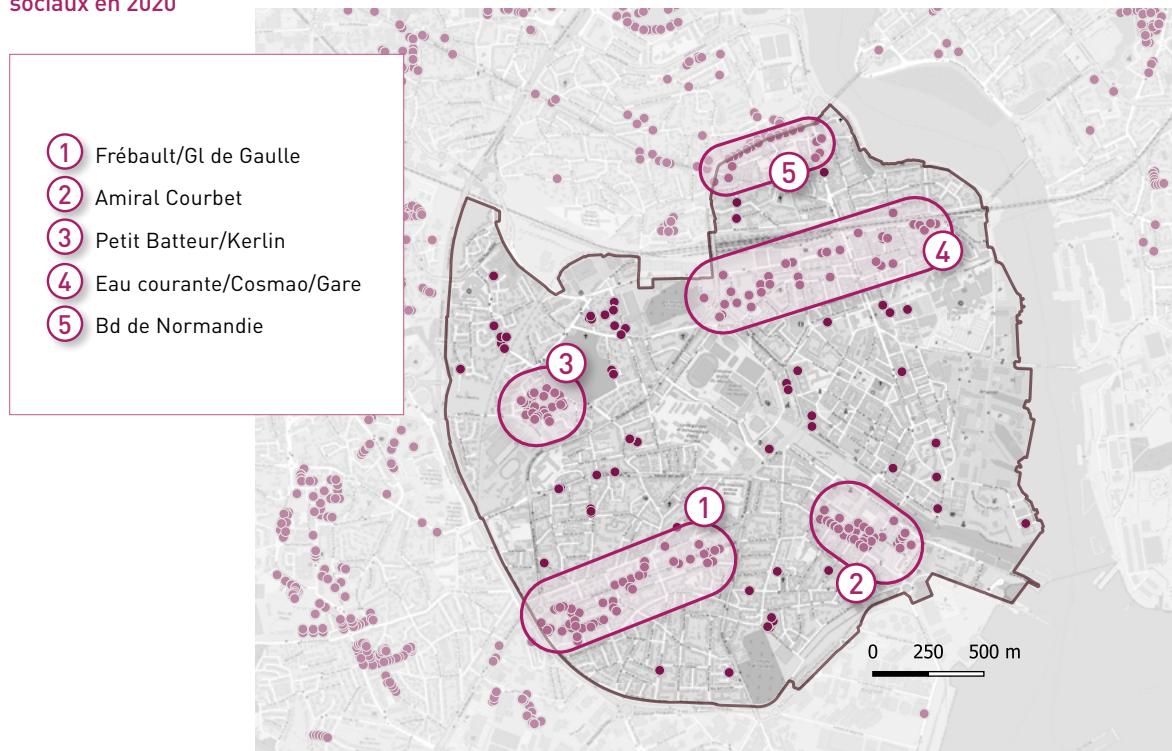 sociaux en 2020
1 Frébault/Gl de Gaulle
2 Amiral Courbet
3 Petit Batteur/Kerlin
4 Eau courante/Cosmao/Gare
5 Bd de Normandie
5
4
3
1
2
0 250 500 m